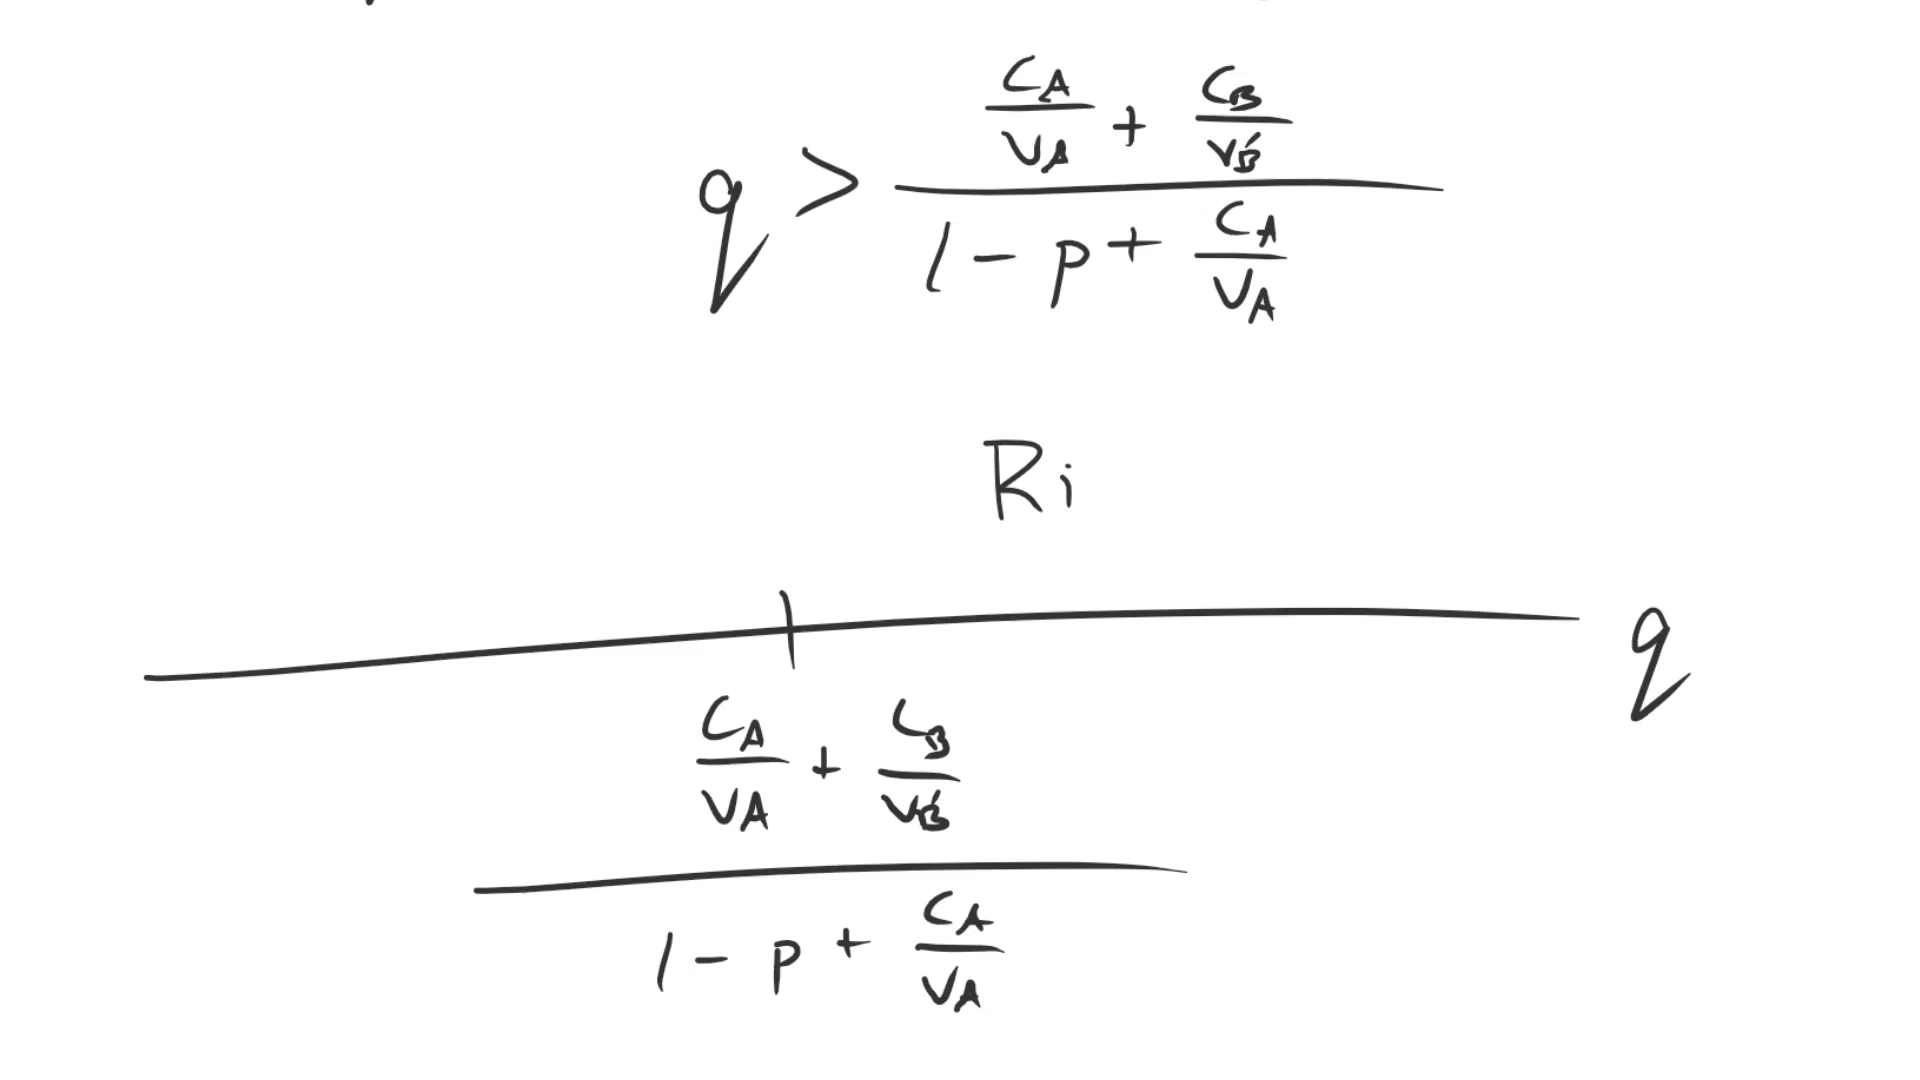 q > (C_A/V_A + C_B/V_B́) / (1 - p + C_A/V_A)
Ri
q
(C_A/V_A + C_B/V_B́) / (1 - p + C_A/V_A)